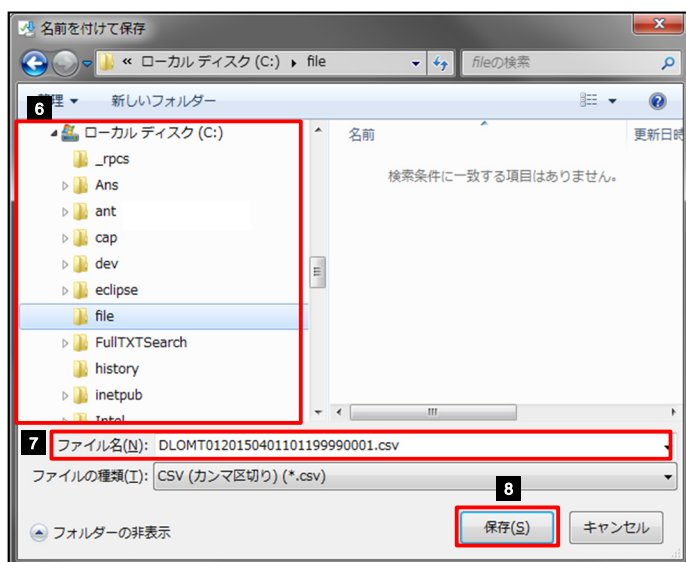 名前を付けて保存
« ローカル ディスク (C:) ▸ file
fileの検索
6
理 ▼ 新しいフォルダー
ローカル ディスク (C:)
_rpcs
Ans
ant
cap
dev
eclipse
file
FullTXTSearch
history
inetpub
Intel
名前 更新日時
検索条件に一致する項目はありません。
7
ファイル名(N): DLOMT0120150401101199990001.csv
ファイルの種類(T): CSV (カンマ区切り) (*.csv)
8
フォルダーの非表示
保存(S)
キャンセル